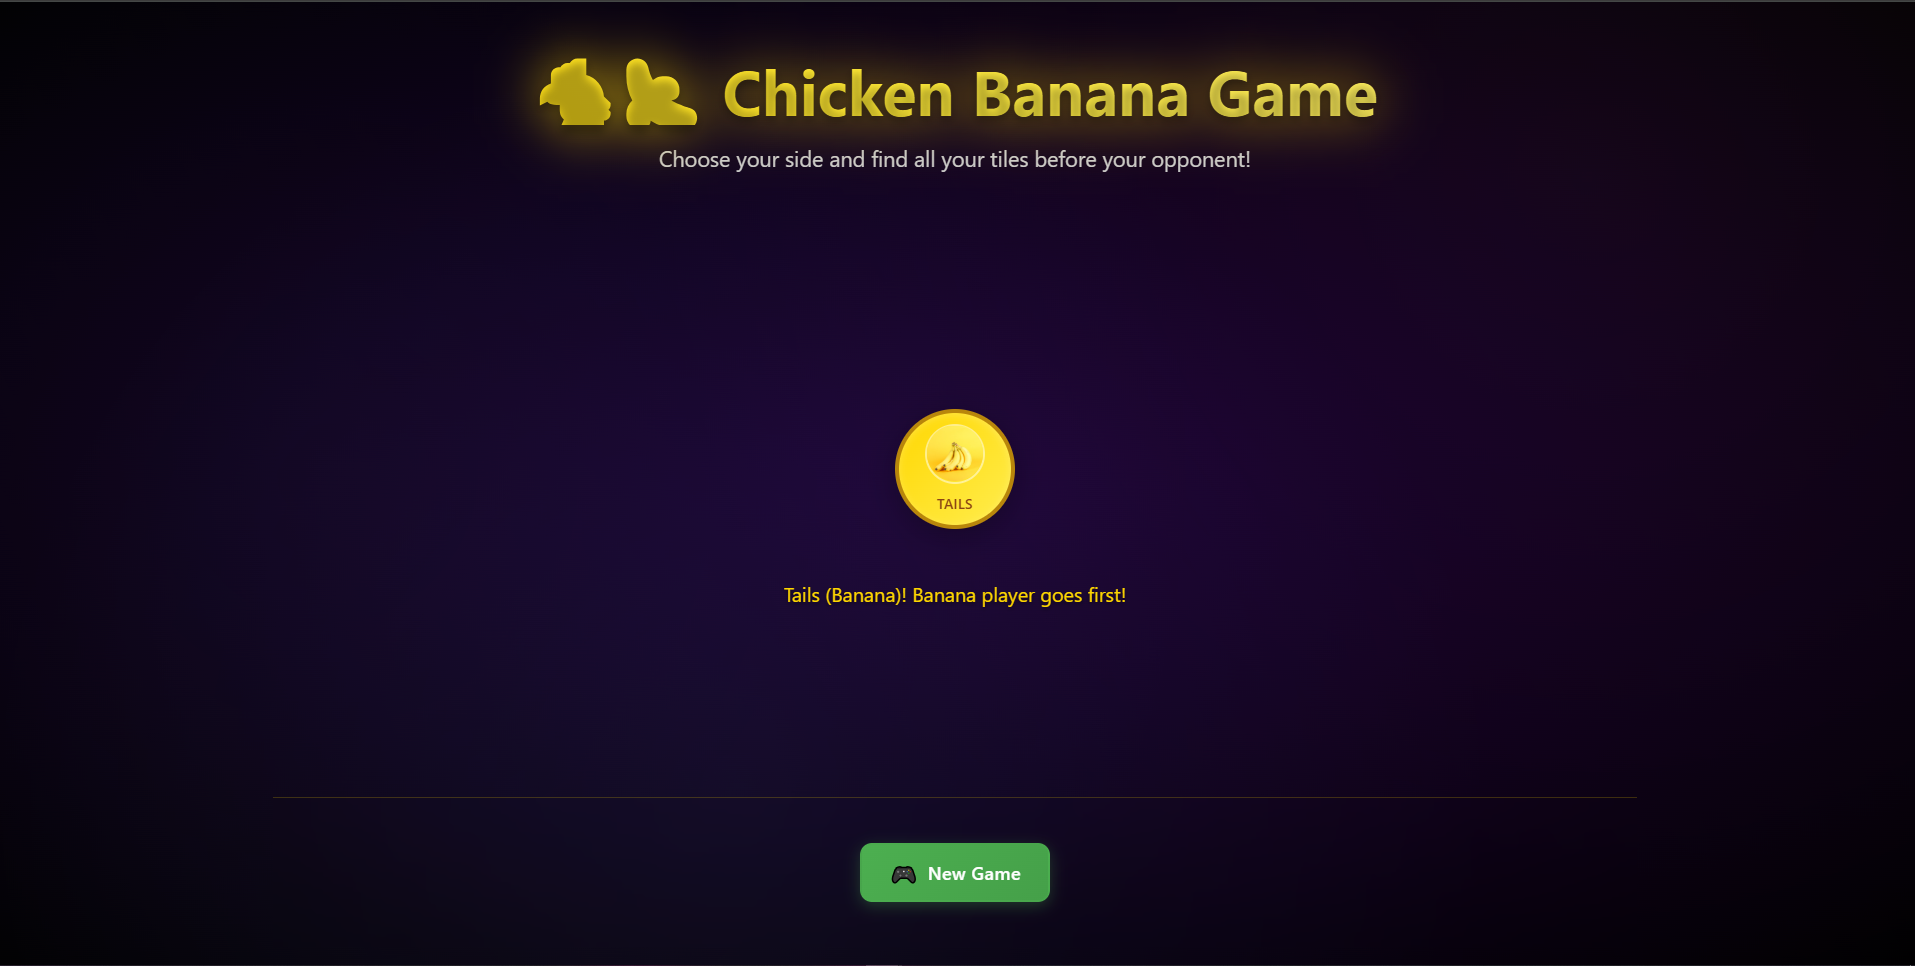 Chicken Banana Game
Choose your side and find all your tiles before your opponent!
TAILS
Tails (Banana)! Banana player goes first!
New Game